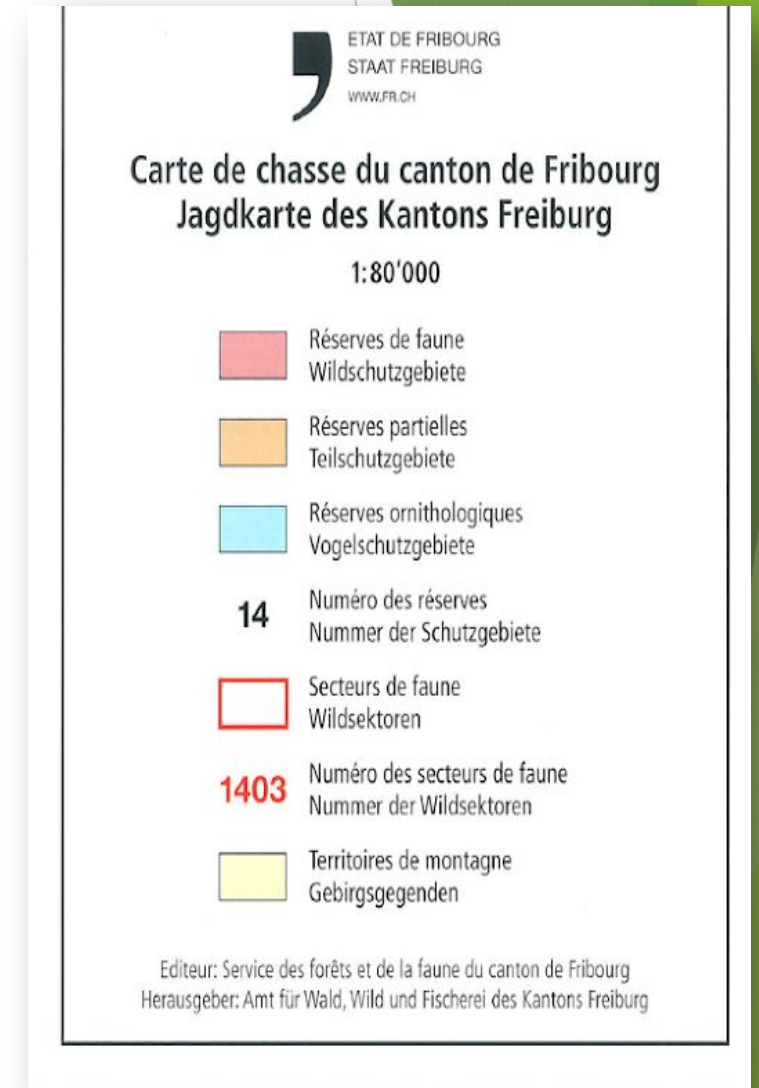 ETAT DE FRIBOURG
STAAT FREIBURG
WWW.FR.CH
Carte de chasse du canton de Fribourg
Jagdkarte des Kantons Freiburg
1:80'000
Réserves de faune
Wildschutzgebiete
Réserves partielles
Teilschutzgebiete
Réserves ornithologiques
Vogelschutzgebiete
14
Numéro des réserves
Nummer der Schutzgebiete
Secteurs de faune
Wildsektoren
1403
Numéro des secteurs de faune
Nummer der Wildsektoren
Territoires de montagne
Gebirgsgegenden
Editeur: Service des forêts et de la faune du canton de Fribourg
Herausgeber: Amt für Wald, Wild und Fischerei des Kantons Freiburg